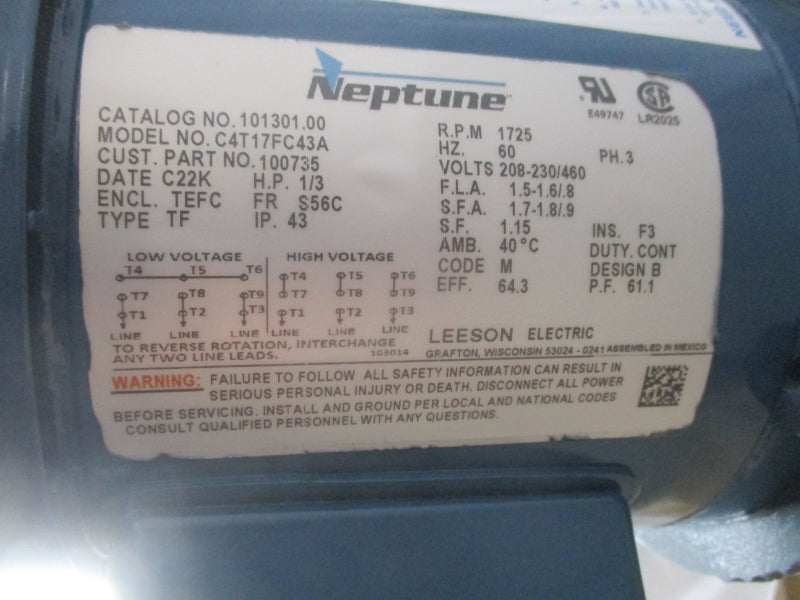 Neptune
E49747
LR2025
CATALOG NO. 101301.00
MODEL NO. C4T17FC43A
CUST. PART NO. 100735
DATE C22K H.P. 1/3
ENCL. TEFC FR S56C
TYPE TF IP. 43
R.P.M 1725
HZ. 60 PH. 3
VOLTS 208-230/460
F.L.A. 1.5-1.6/.8
S.F.A. 1.7-1.8/.9
S.F. 1.15 INS. F3
AMB. 40°C DUTY. CONT
CODE M DESIGN B
EFF. 64.3 P.F. 61.1
LOW VOLTAGE HIGH VOLTAGE
T4 T5 T6 T4 T5 T6
T7 T8 T9 T7 T8 T9
T1 T2 T3 T1 T2 T3
LINE LINE LINE LINE LINE LINE
TO REVERSE ROTATION, INTERCHANGE
ANY TWO LINE LEADS. 103014
LEESON ELECTRIC
GRAFTON, WISCONSIN 53024 - 0241 ASSEMBLED IN MEXICO
WARNING: FAILURE TO FOLLOW ALL SAFETY INFORMATION CAN RESULT IN
SERIOUS PERSONAL INJURY OR DEATH. DISCONNECT ALL POWER
BEFORE SERVICING. INSTALL AND GROUND PER LOCAL AND NATIONAL CODES
CONSULT QUALIFIED PERSONNEL WITH ANY QUESTIONS.